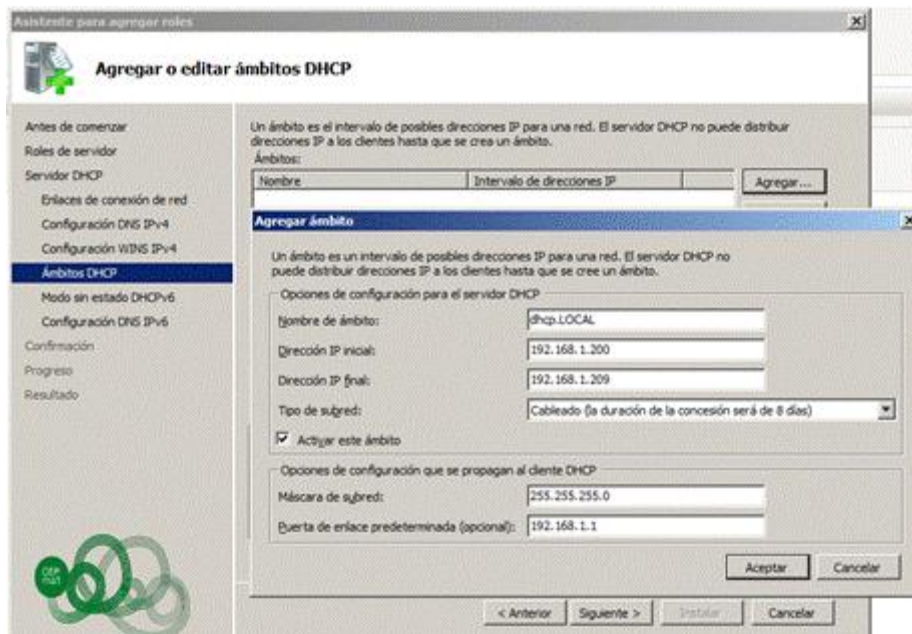 Asistente para agregar roles
Agregar o editar ámbitos DHCP
Antes de comenzar
Roles de servidor
Servidor DHCP
Enlaces de conexión de red
Configuración DNS IPv4
Configuración WINS IPv4
Ámbitos DHCP
Modo sin estado DHCPv6
Configuración DNS IPv6
Confirmación
Progreso
Resultado
Un ámbito es el intervalo de posibles direcciones IP para una red. El servidor DHCP no puede distribuir
direcciones IP a los clientes hasta que se crea un ámbito.
Ámbitos:
Nombre Intervalo de direcciones IP
Agregar...
Agregar ámbito
Un ámbito es un intervalo de posibles direcciones IP para una red. El servidor DHCP no
puede distribuir direcciones IP a los clientes hasta que se cree un ámbito.
Opciones de configuración para el servidor DHCP
Nombre de ámbito: dhcp.LOCAL
Dirección IP inicial: 192.168.1.200
Dirección IP final: 192.168.1.209
Tipo de subred: Cableado (la duración de la concesión será de 8 días)
Activar este ámbito
Opciones de configuración que se propagan al cliente DHCP
Máscara de subred: 255.255.255.0
Puerta de enlace predeterminada (opcional): 192.168.1.1
Aceptar Cancelar
< Anterior Siguiente > Instalar Cancelar